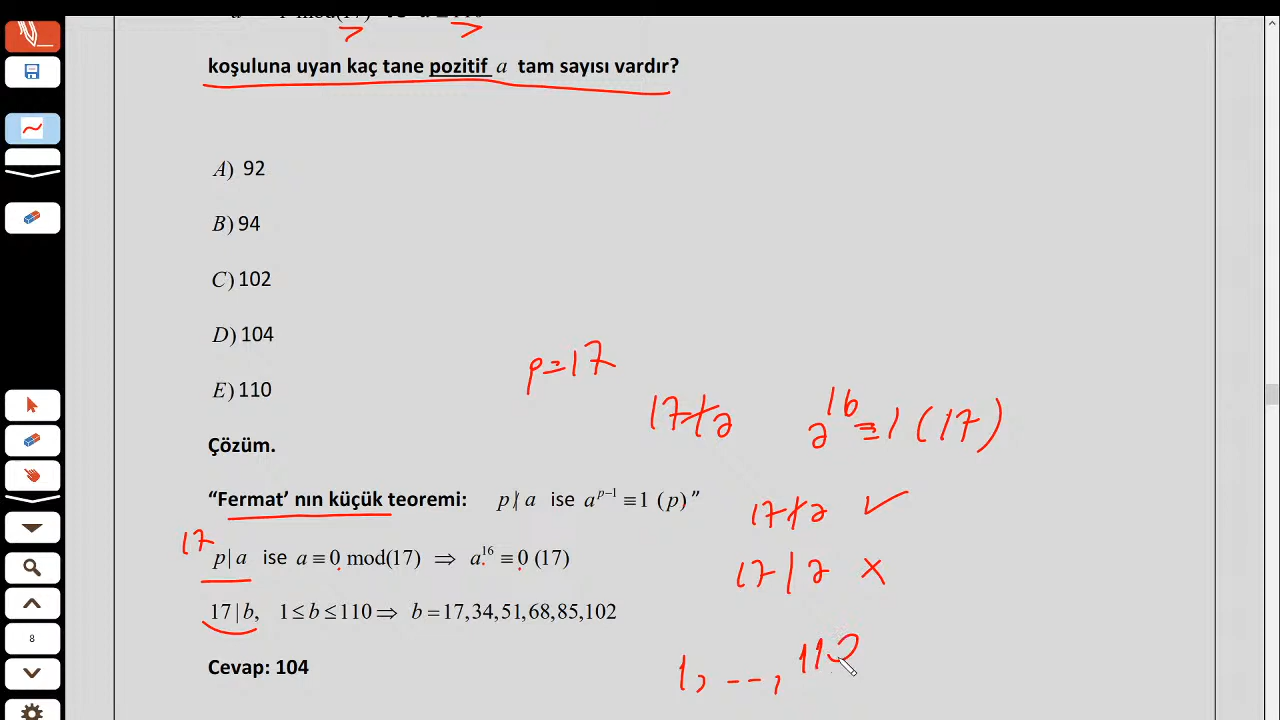 koşuluna uyan kaç tane pozitif a tam sayısı vardır?
A) 92
B) 94
C) 102
D) 104
E) 110
p=17
17∤a a^16 ≡ 1 (17)
Çözüm.
“Fermat’ nın küçük teoremi: p∤a ise a^{p−1} ≡ 1 (p)”
17∤a ✓
17
p|a ise a ≡ 0 mod(17) ⇒ a^16 ≡ 0 (17)
17|a ✗
17|b, 1≤b≤110⇒ b=17,34,51,68,85,102
Cevap: 104
1, --, 110
8